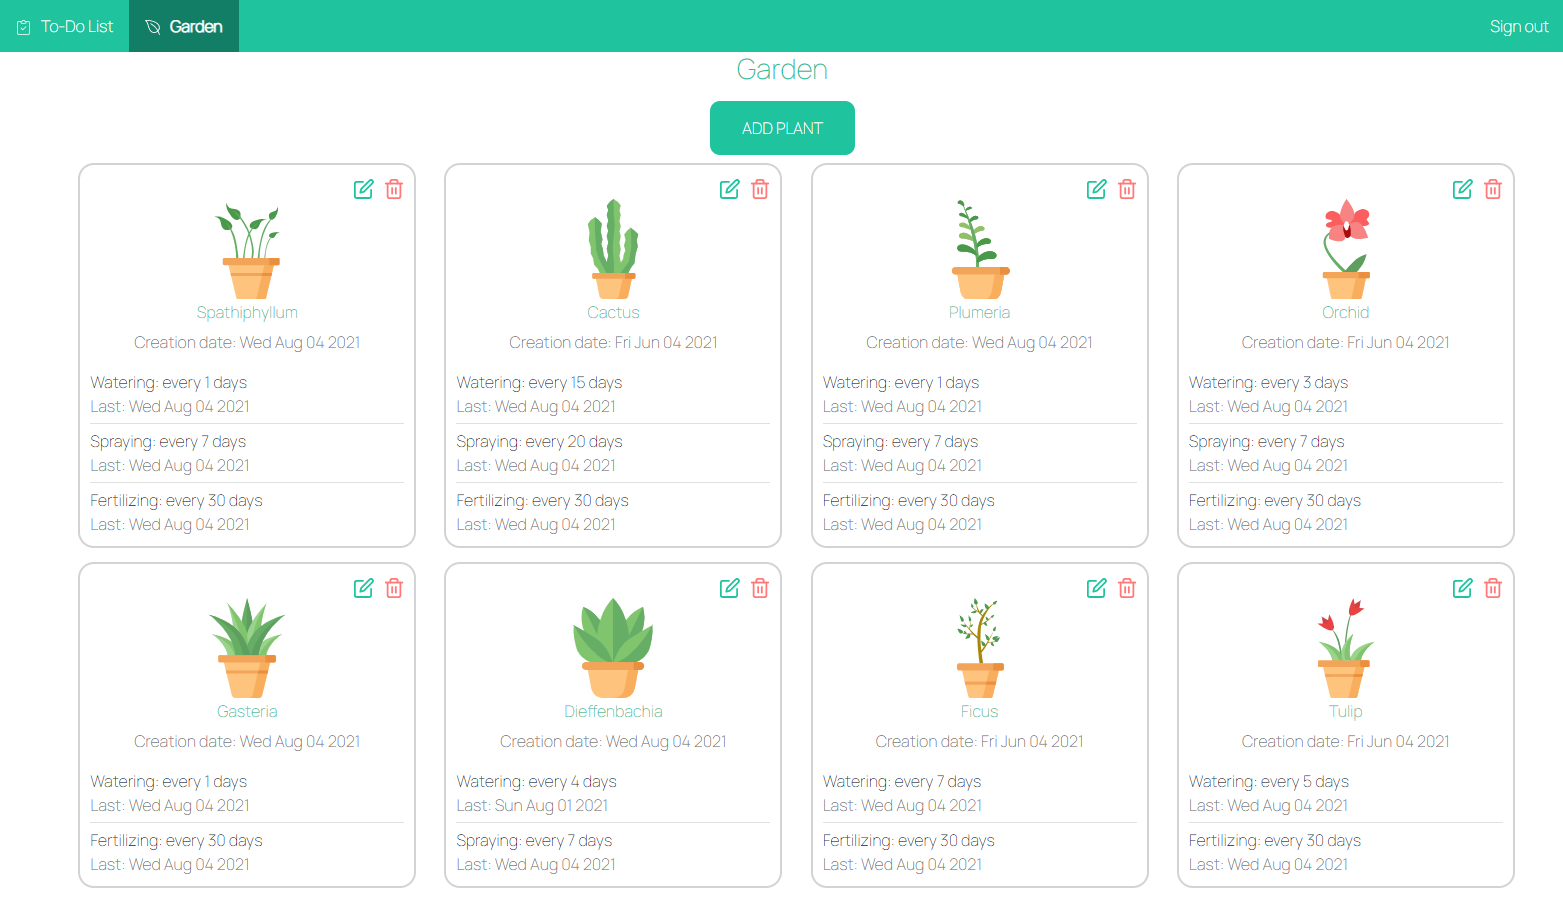 To-Do List
Garden
Sign out
Garden
ADD PLANT
Spathiphyllum
Creation date: Wed Aug 04 2021
Watering: every 1 days
Last: Wed Aug 04 2021
Spraying: every 7 days
Last: Wed Aug 04 2021
Fertilizing: every 30 days
Last: Wed Aug 04 2021
Cactus
Creation date: Fri Jun 04 2021
Watering: every 15 days
Last: Wed Aug 04 2021
Spraying: every 20 days
Last: Wed Aug 04 2021
Fertilizing: every 30 days
Last: Wed Aug 04 2021
Plumeria
Creation date: Wed Aug 04 2021
Watering: every 1 days
Last: Wed Aug 04 2021
Spraying: every 7 days
Last: Wed Aug 04 2021
Fertilizing: every 30 days
Last: Wed Aug 04 2021
Orchid
Creation date: Fri Jun 04 2021
Watering: every 3 days
Last: Wed Aug 04 2021
Spraying: every 7 days
Last: Wed Aug 04 2021
Fertilizing: every 30 days
Last: Wed Aug 04 2021
Gasteria
Creation date: Wed Aug 04 2021
Watering: every 1 days
Last: Wed Aug 04 2021
Fertilizing: every 30 days
Last: Wed Aug 04 2021
Dieffenbachia
Creation date: Wed Aug 04 2021
Watering: every 4 days
Last: Sun Aug 01 2021
Spraying: every 7 days
Last: Wed Aug 04 2021
Ficus
Creation date: Fri Jun 04 2021
Watering: every 7 days
Last: Wed Aug 04 2021
Fertilizing: every 30 days
Last: Wed Aug 04 2021
Tulip
Creation date: Fri Jun 04 2021
Watering: every 5 days
Last: Wed Aug 04 2021
Fertilizing: every 30 days
Last: Wed Aug 04 2021